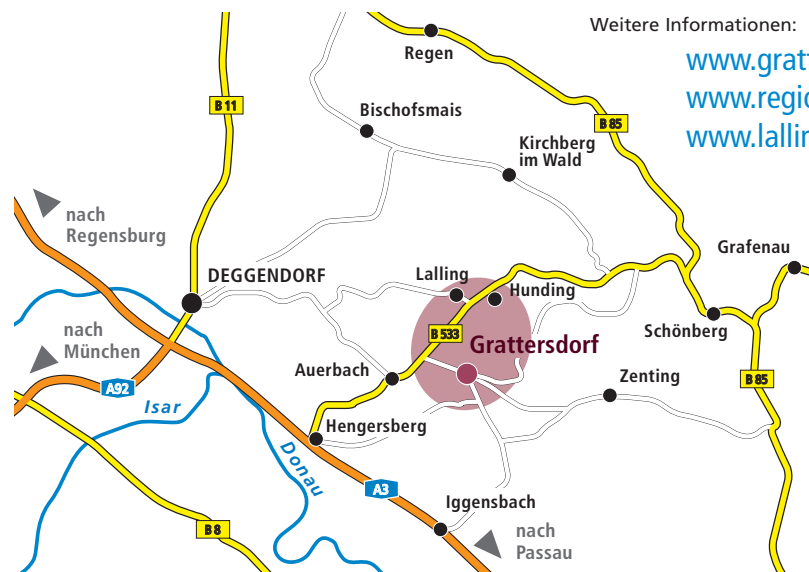 Weitere Informationen:
www.gratt
www.regio
www.lallin
Regen
B 11
Bischofsmais
B 85
Kirchberg
im Wald
nach
Regensburg
Grafenau
DEGGENDORF
Lalling
Hunding
nach
München
B 533
Grattersdorf
Schönberg
Auerbach
Zenting
B 85
A92
Isar
Hengersberg
Donau
A3
Iggensbach
B 8
nach
Passau